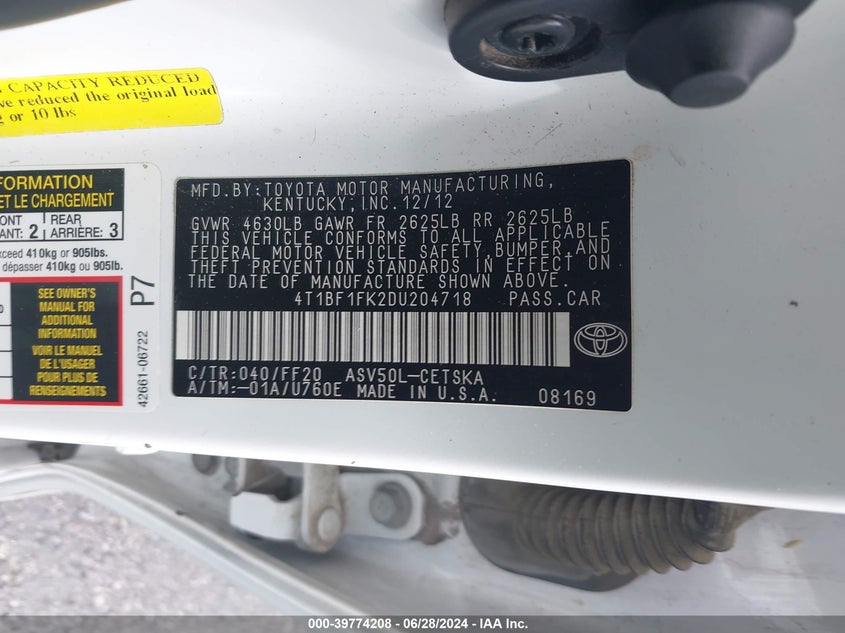 CAPACITY REDUCED
ve reduced the original load
or 10 lbs
FORMATION
ET LE CHARGEMENT
ONT REAR
ANT: 2 ARRIÈRE: 3
xceed 410kg or 905lbs.
dépasser 410kg ou 905lb.
SEE OWNER'S
MANUAL FOR
ADDITIONAL
INFORMATION
VOIR LE MANUEL
DE L'USAGER
POUR PLUS DE
RENSEIGNEMENTS
P7
42661-06722
MFD.BY:TOYOTA MOTOR MANUFACTURING,
KENTUCKY, INC. 12/12
GVWR 4630LB GAWR FR 2625LB RR 2625LB
THIS VEHICLE CONFORMS TO ALL APPLICABLE
FEDERAL MOTOR VEHICLE SAFETY,BUMPER,AND
THEFT PREVENTION STANDARDS IN EFFECT ON
THE DATE OF MANUFACTURE SHOWN ABOVE.
4T1BF1FK2DU204718 PASS.CAR
C/TR:040/FF20 ASV50L-CETSKA
A/TM:-01A/U760E MADE IN U.S.A. 08169
000-39774208 - 06/28/2024 - IAA Inc.